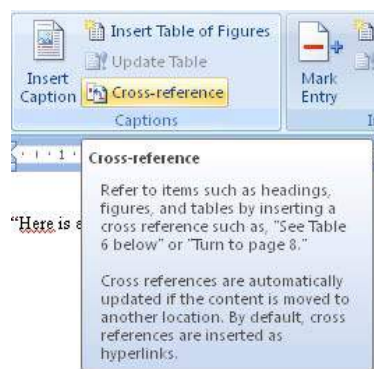 Insert Table of Figures
Update Table
Insert
Caption
Cross-reference
Captions
Mark
Entry
1
Cross-reference
Refer to items such as headings,
figures, and tables by inserting a
cross reference such as, "See Table
6 below" or "Turn to page 8."
Cross references are automatically
updated if the content is moved to
another location. By default, cross
references are inserted as
hyperlinks.
“Here is